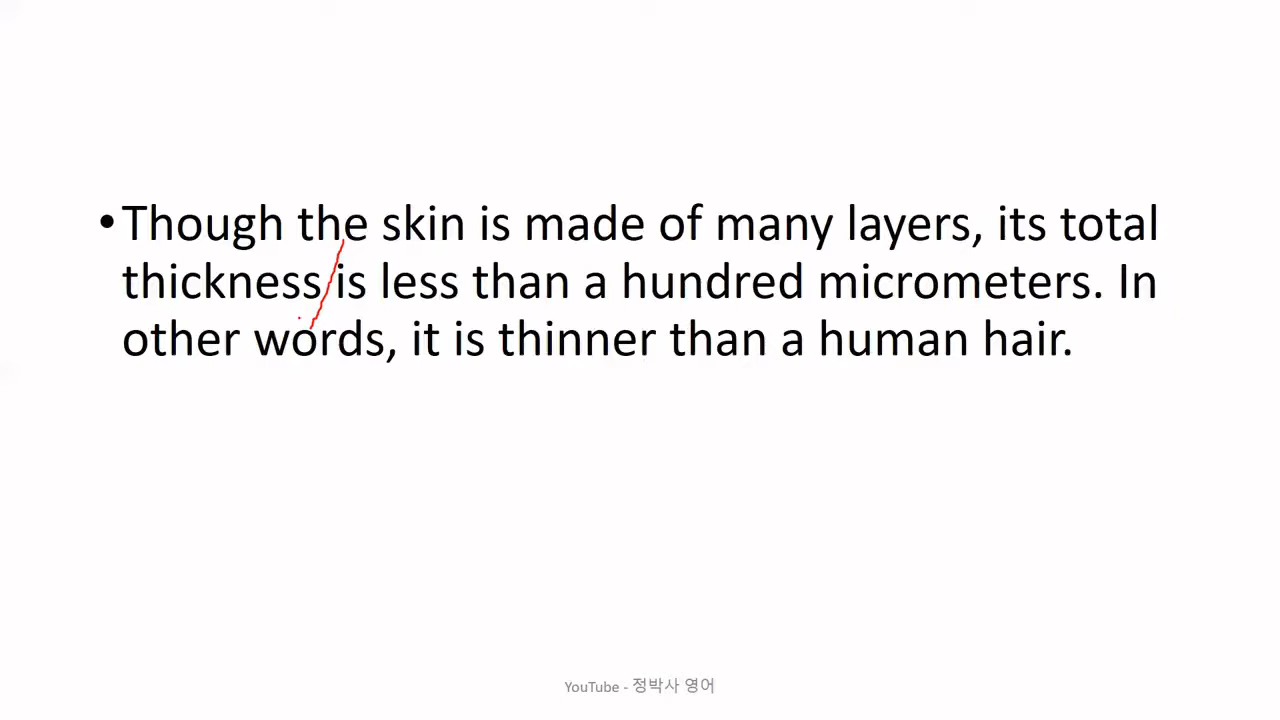 •Though the skin is made of many layers, its total
thickness is less than a hundred micrometers. In
other words, it is thinner than a human hair.
YouTube - 정박사 영어